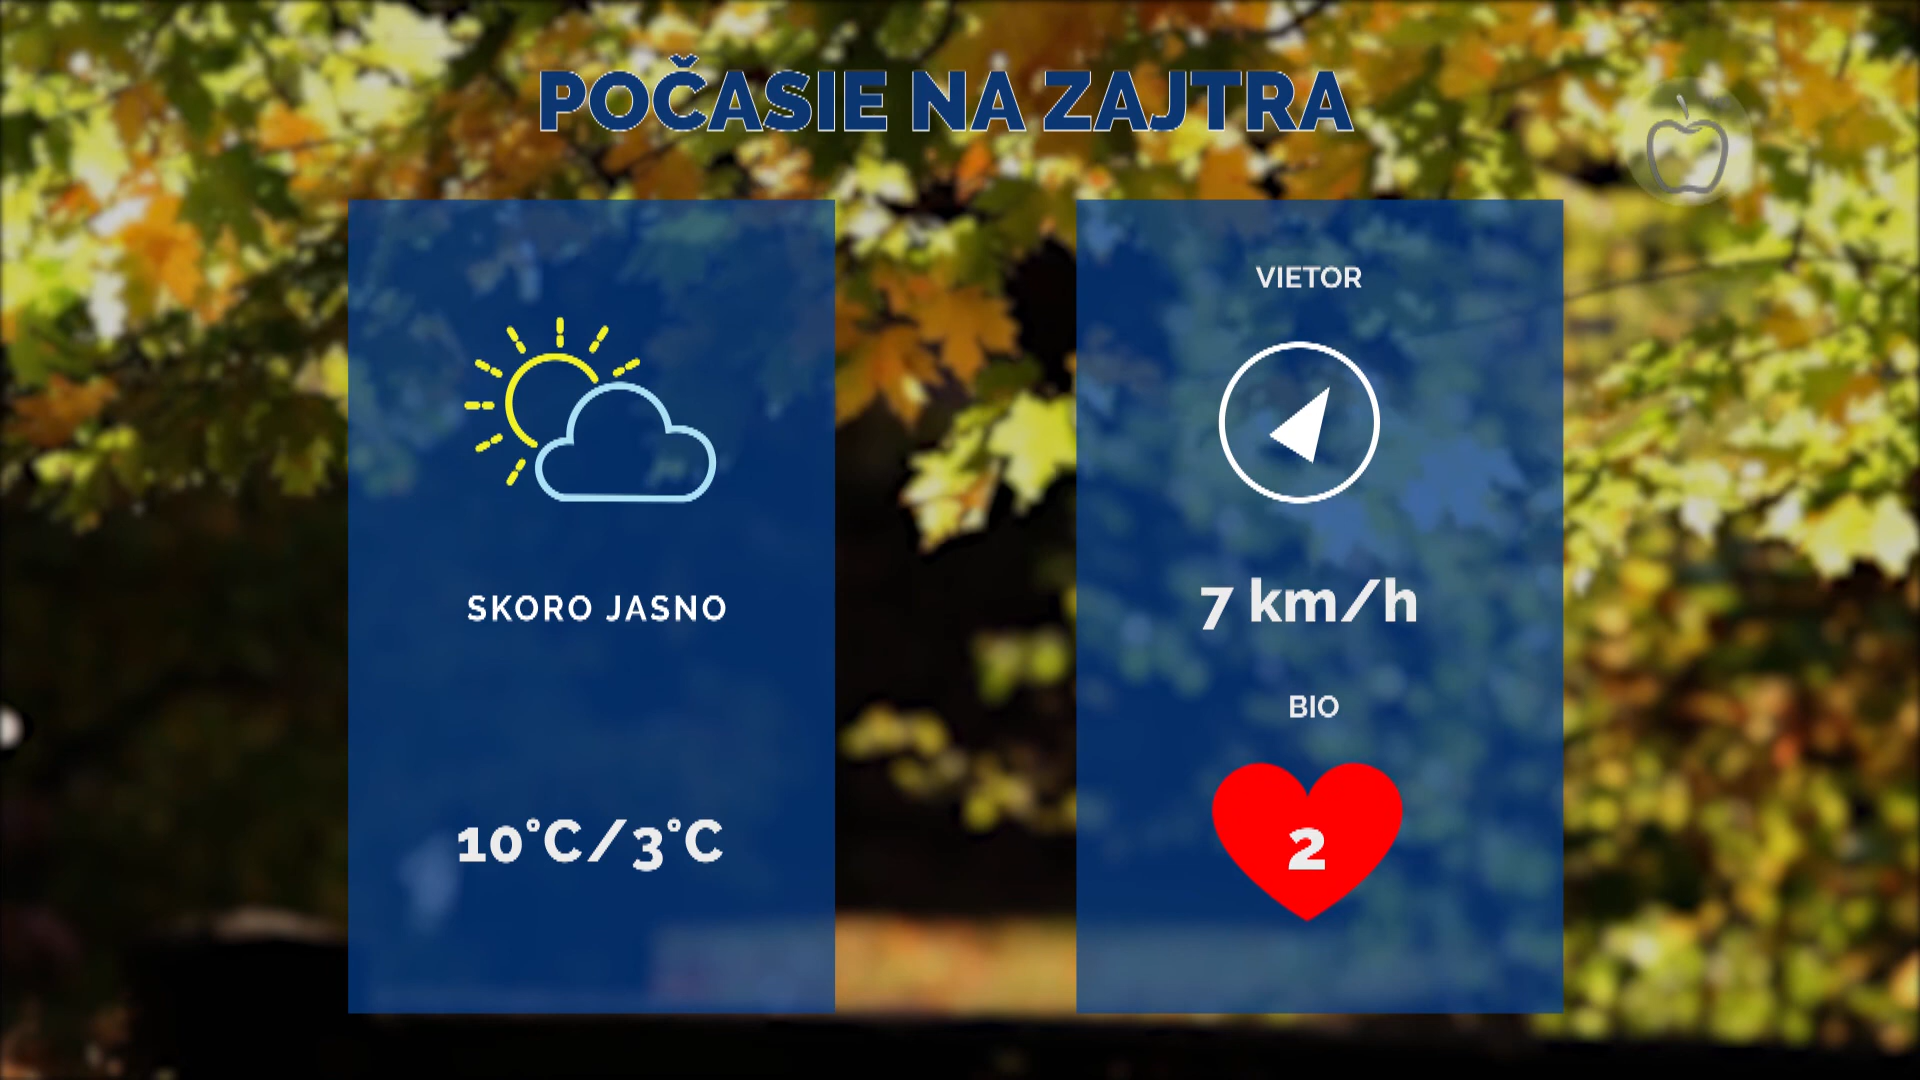 POČASIE NA ZAJTRA
SKORO JASNO
10°C/3°C
VIETOR
7 km/h
BIO
2